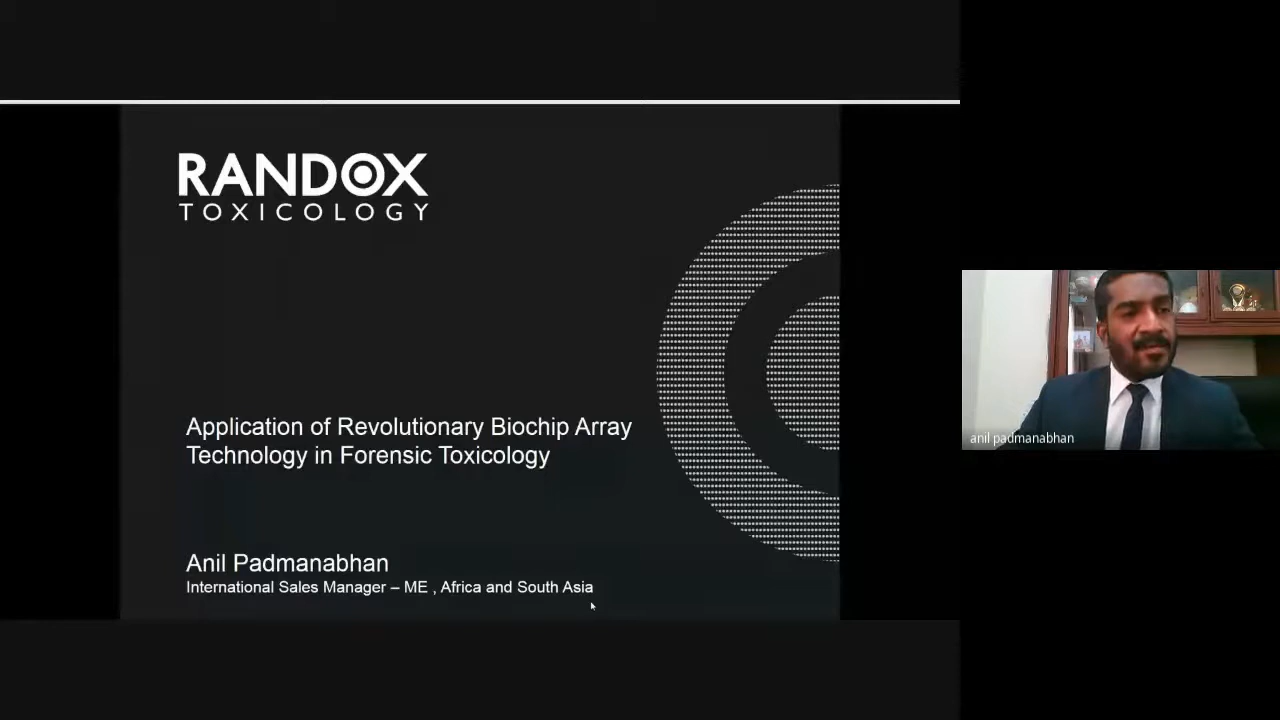 RANDOX
TOXICOLOGY
Application of Revolutionary Biochip Array
Technology in Forensic Toxicology
Anil Padmanabhan
International Sales Manager – ME , Africa and South Asia
anil padmanabhan